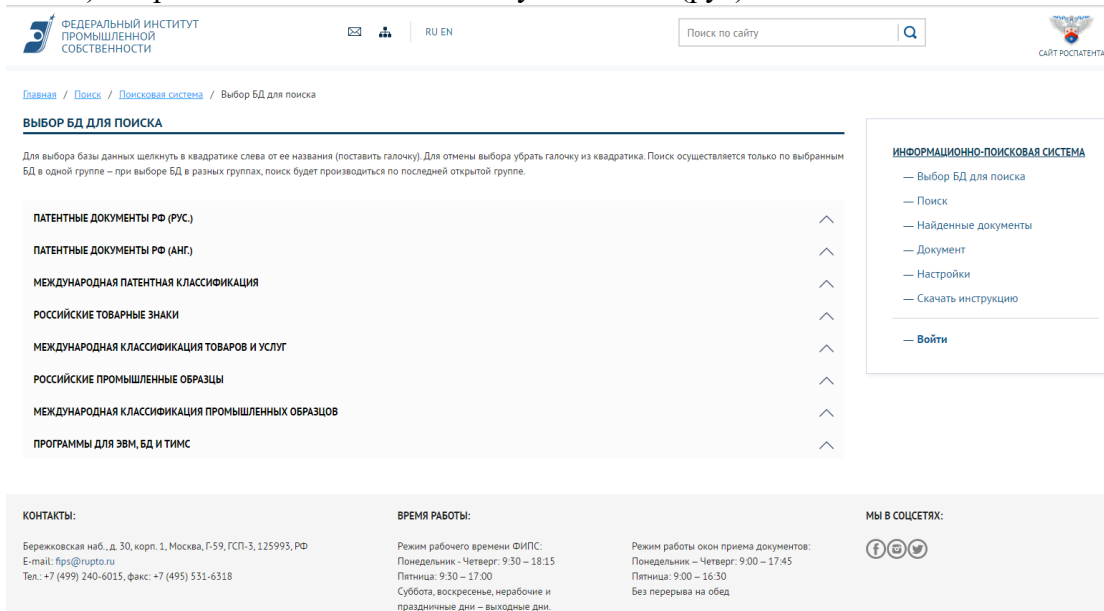 (рус)
ФЕДЕРАЛЬНЫЙ ИНСТИТУТ
ПРОМЫШЛЕННОЙ
СОБСТВЕННОСТИ
RU EN
Поиск по сайту
САЙТ РОСПАТЕНТА
Главная / Поиск / Поисковая система / Выбор БД для поиска
ВЫБОР БД ДЛЯ ПОИСКА
Для выбора базы данных щелкнуть в квадратике слева от ее названия (поставить галочку). Для отмены выбора убрать галочку из квадратика. Поиск осуществляется только по выбранным
БД в одной группе – при выборе БД в разных группах, поиск будет производиться по последней открытой группе.
ПАТЕНТНЫЕ ДОКУМЕНТЫ РФ (РУС.)
ПАТЕНТНЫЕ ДОКУМЕНТЫ РФ (АНГ.)
МЕЖДУНАРОДНАЯ ПАТЕНТНАЯ КЛАССИФИКАЦИЯ
РОССИЙСКИЕ ТОВАРНЫЕ ЗНАКИ
МЕЖДУНАРОДНАЯ КЛАССИФИКАЦИЯ ТОВАРОВ И УСЛУГ
РОССИЙСКИЕ ПРОМЫШЛЕННЫЕ ОБРАЗЦЫ
МЕЖДУНАРОДНАЯ КЛАССИФИКАЦИЯ ПРОМЫШЛЕННЫХ ОБРАЗЦОВ
ПРОГРАММЫ ДЛЯ ЭВМ, БД И ТИМС
ИНФОРМАЦИОННО-ПОИСКОВАЯ СИСТЕМА
— Выбор БД для поиска
— Поиск
— Найденные документы
— Документ
— Настройки
— Скачать инструкцию
— Войти
КОНТАКТЫ:
Бережковская наб., д. 30, корп. 1, Москва, Г-59, ГСП-3, 125993, РФ
E-mail: fips@rupto.ru
Тел.: +7 (499) 240-6015, факс: +7 (495) 531-6318
ВРЕМЯ РАБОТЫ:
Режим рабочего времени ФИПС:
Понедельник - Четверг: 9:30 – 18:15
Пятница: 9:30 – 17:00
Суббота, воскресенье, нерабочие и
праздничные дни – выходные дни.
Режим работы окон приема документов:
Понедельник – Четверг: 9:00 – 17:45
Пятница: 9:00 – 16:30
Без перерыва на обед
МЫ В СОЦСЕТЯХ: